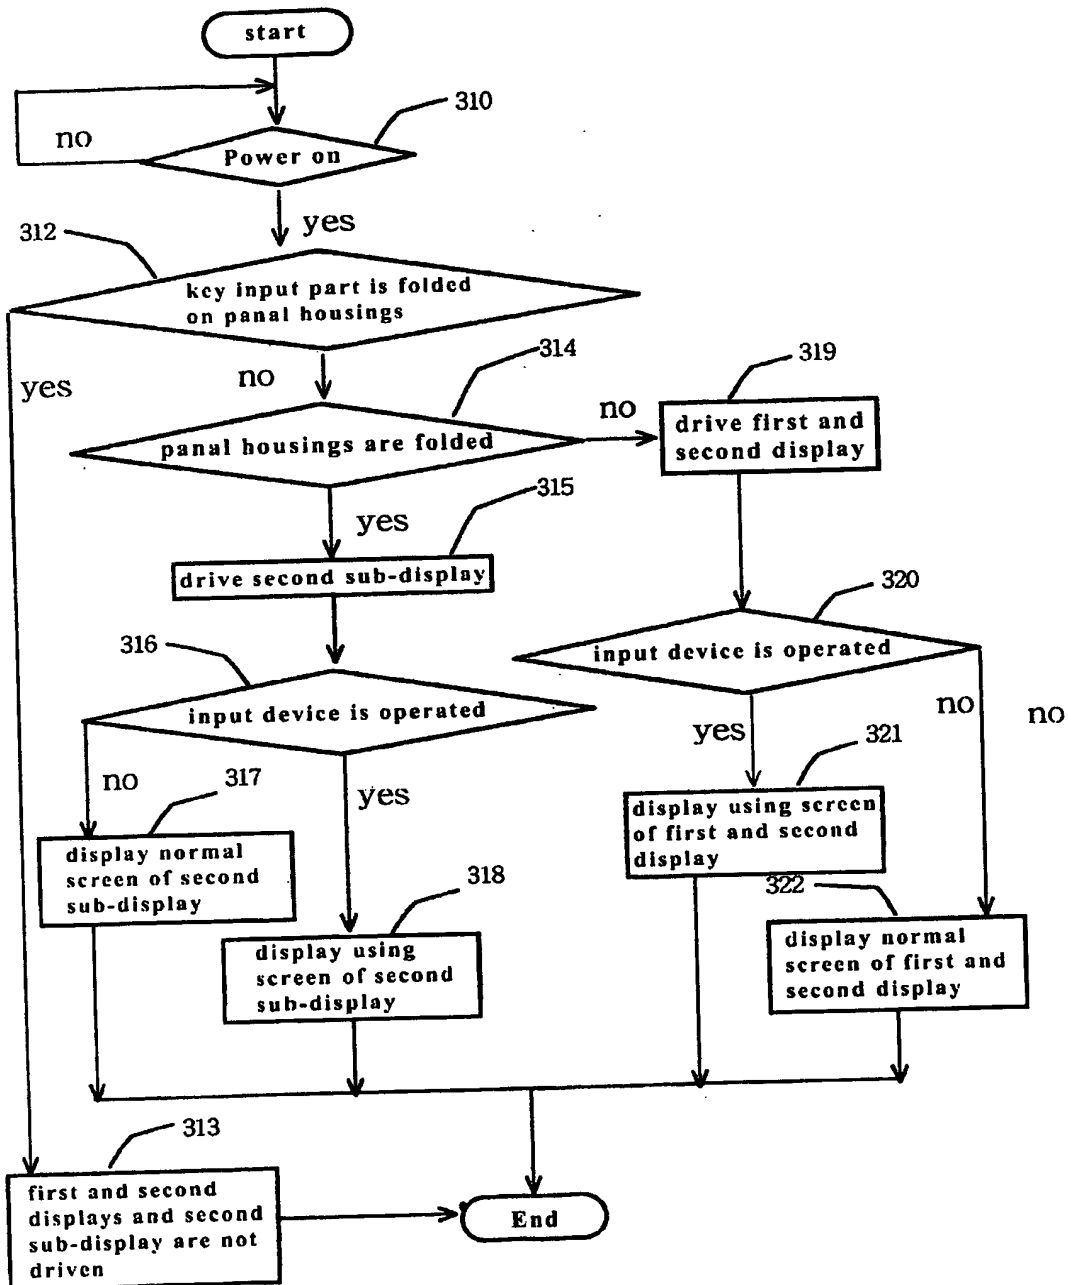 start
310
no
Power on
yes
312
key input part is folded
on panal housings
314
319
yes
no
no
drive first and
second display
panal housings are folded
315
yes
drive second sub-display
320
316
input device is operated
input device is operated
no
no
yes
321
no
317
yes
display using screen
of first and second
display
display normal
screen of second
sub-display
318
322
display using
screen of second
sub-display
display normal
screen of first and
second display
313
first and second
displays and second
sub-display are not
driven
End